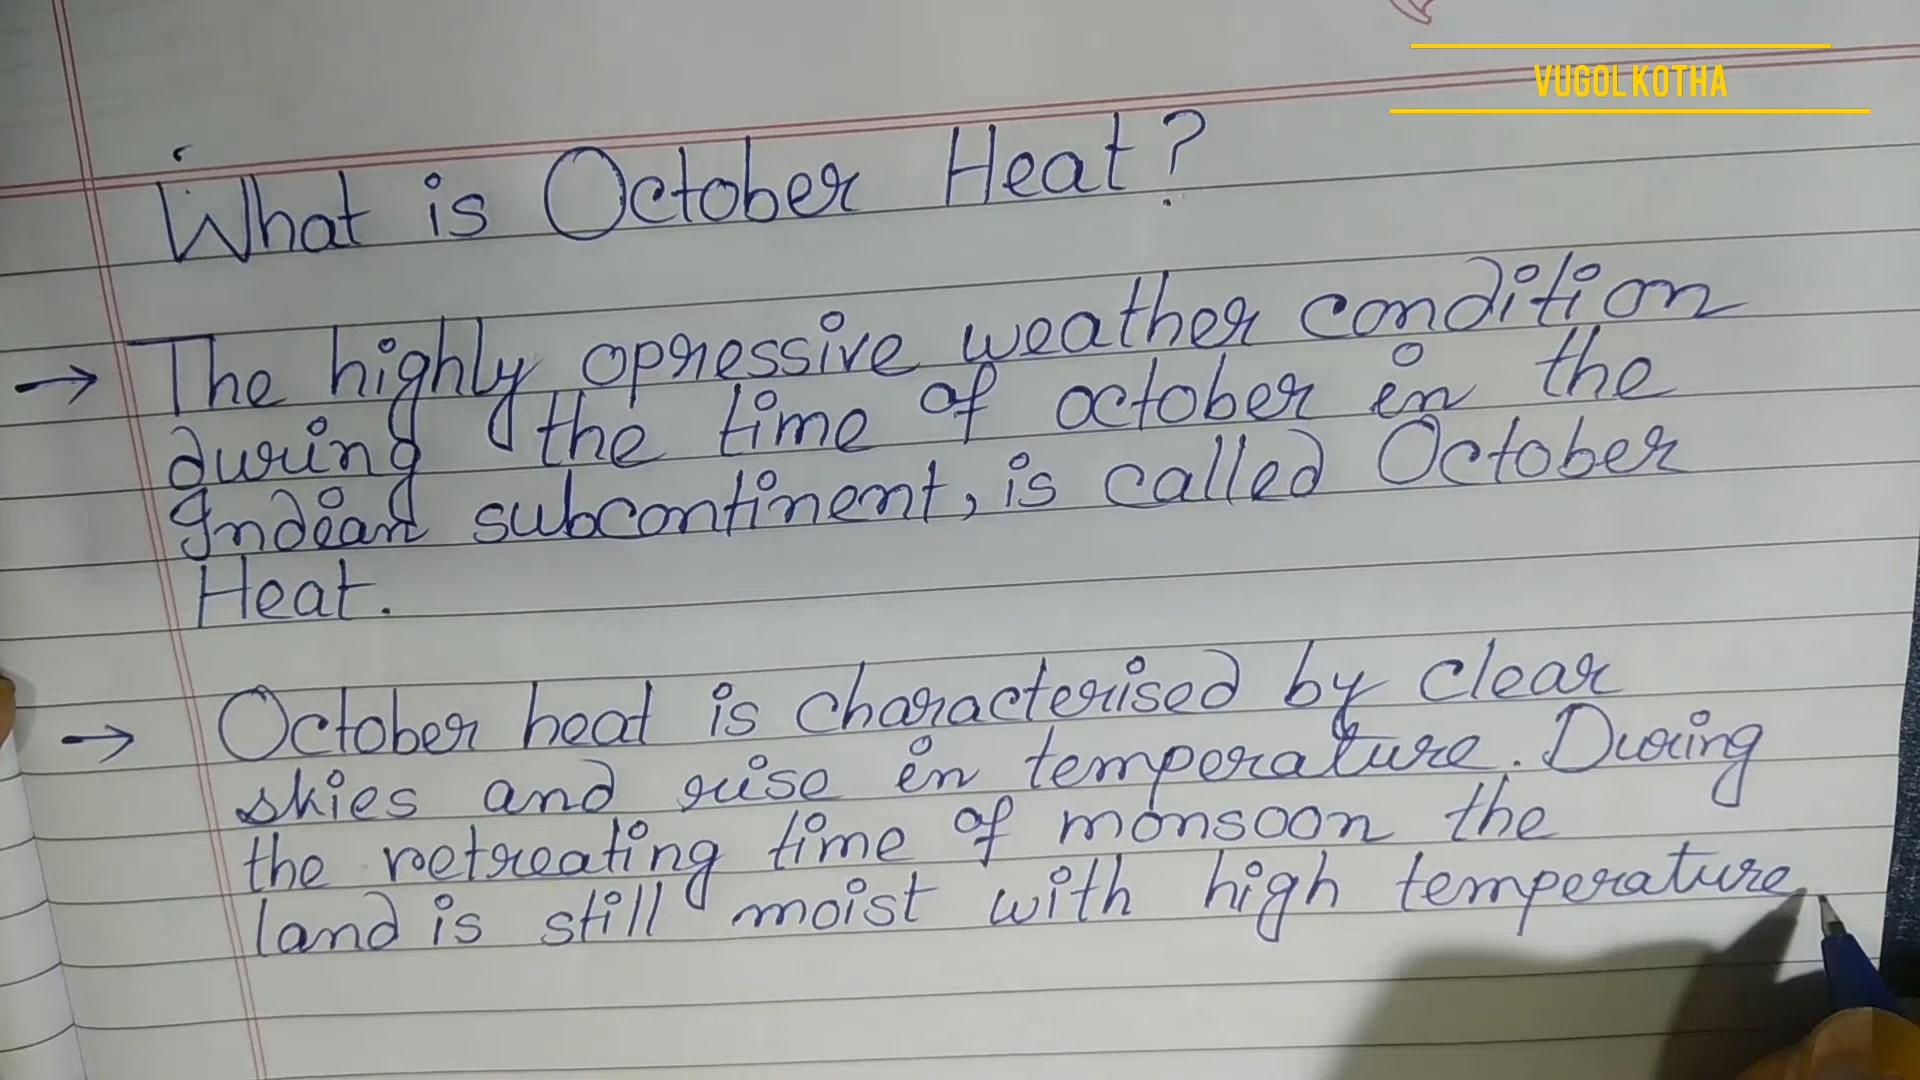 VUGOL KOTHA
What is October Heat?
→ The highly opressive weather condition
during the time of october in the
Indian subcontinent, is called October
Heat.
→ October heat is characterised by clear
skies and rise in temperature. During
the retreating time of monsoon the
land is still moist with high temperature